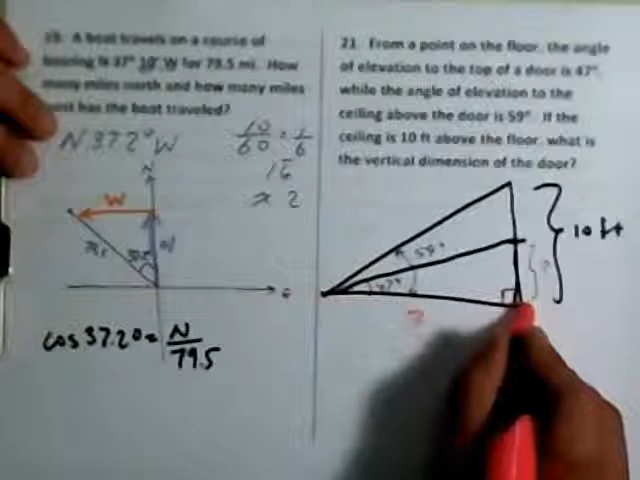 19. A boat travels on a course of
bearing N 37° 10' W for 79.5 mi. How
many miles north and how many miles
west has the boat traveled?
N 37.2° W
10/60 = 1/6
.16
≈ 2
N
W
cos 37.2° = N/79.5
21. From a point on the floor, the angle
of elevation to the top of a door is 47°,
while the angle of elevation to the
ceiling above the door is 59°. If the
ceiling is 10 ft above the floor, what is
the vertical dimension of the door?
59°
47°
10 ft
?